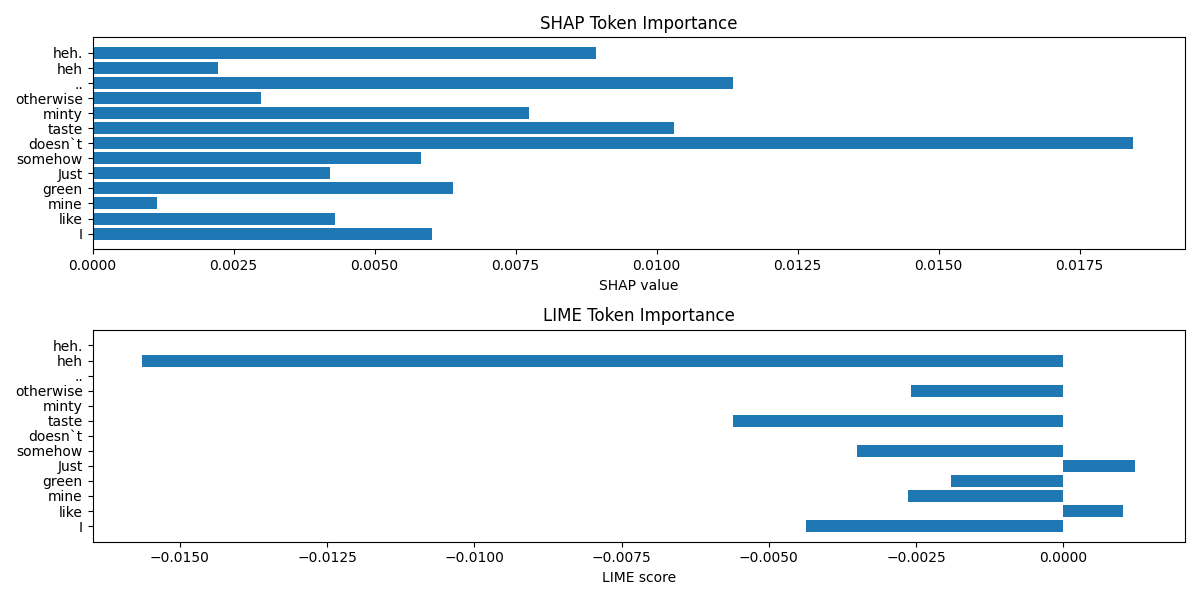 SHAP Token Importance
heh.
heh
..
otherwise
minty
taste
doesn`t
somehow
Just
green
mine
like
I
0.0000 0.0025 0.0050 0.0075 0.0100 0.0125 0.0150 0.0175
SHAP value
LIME Token Importance
heh.
heh
..
otherwise
minty
taste
doesn`t
somehow
Just
green
mine
like
I
−0.0150 −0.0125 −0.0100 −0.0075 −0.0050 −0.0025 0.0000
LIME score